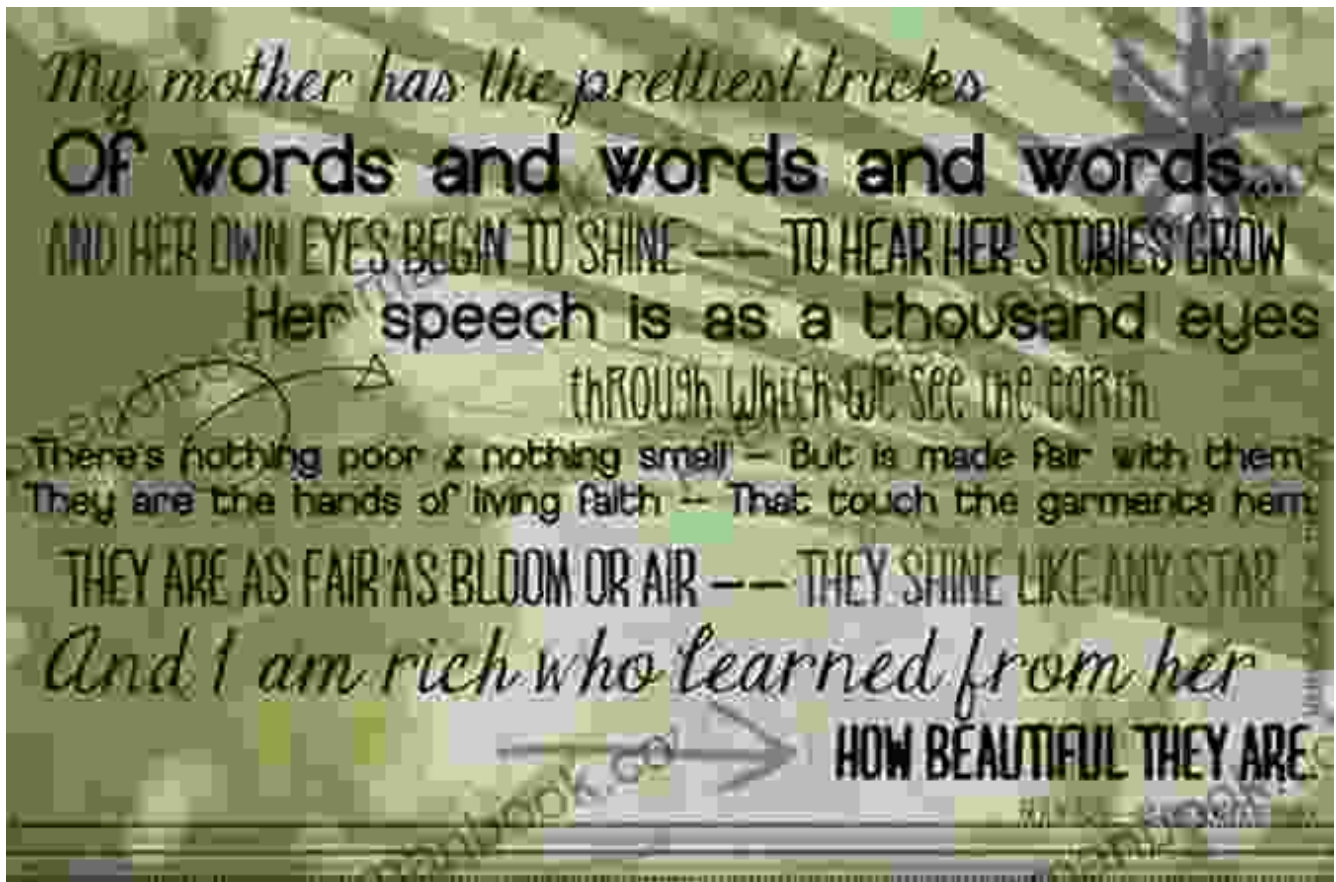 My mother has the prettiest tricks
Of words and words and words...
AND HER OWN EYES BEGIN TO SHINE -- TO HEAR HER STORIES GROW
Her speech is as a thousand eyes
thROUgh which we see the earth
There's nothing poor & nothing small - But is made fair with them
They are the hands of living faith -- That touch the garments hem
THEY ARE AS FAIR AS BLOOM OR AIR -- THEY SHINE LIKE ANY STAR
And I am rich who learned from her
HOW BEAUTIFUL THEY ARE.